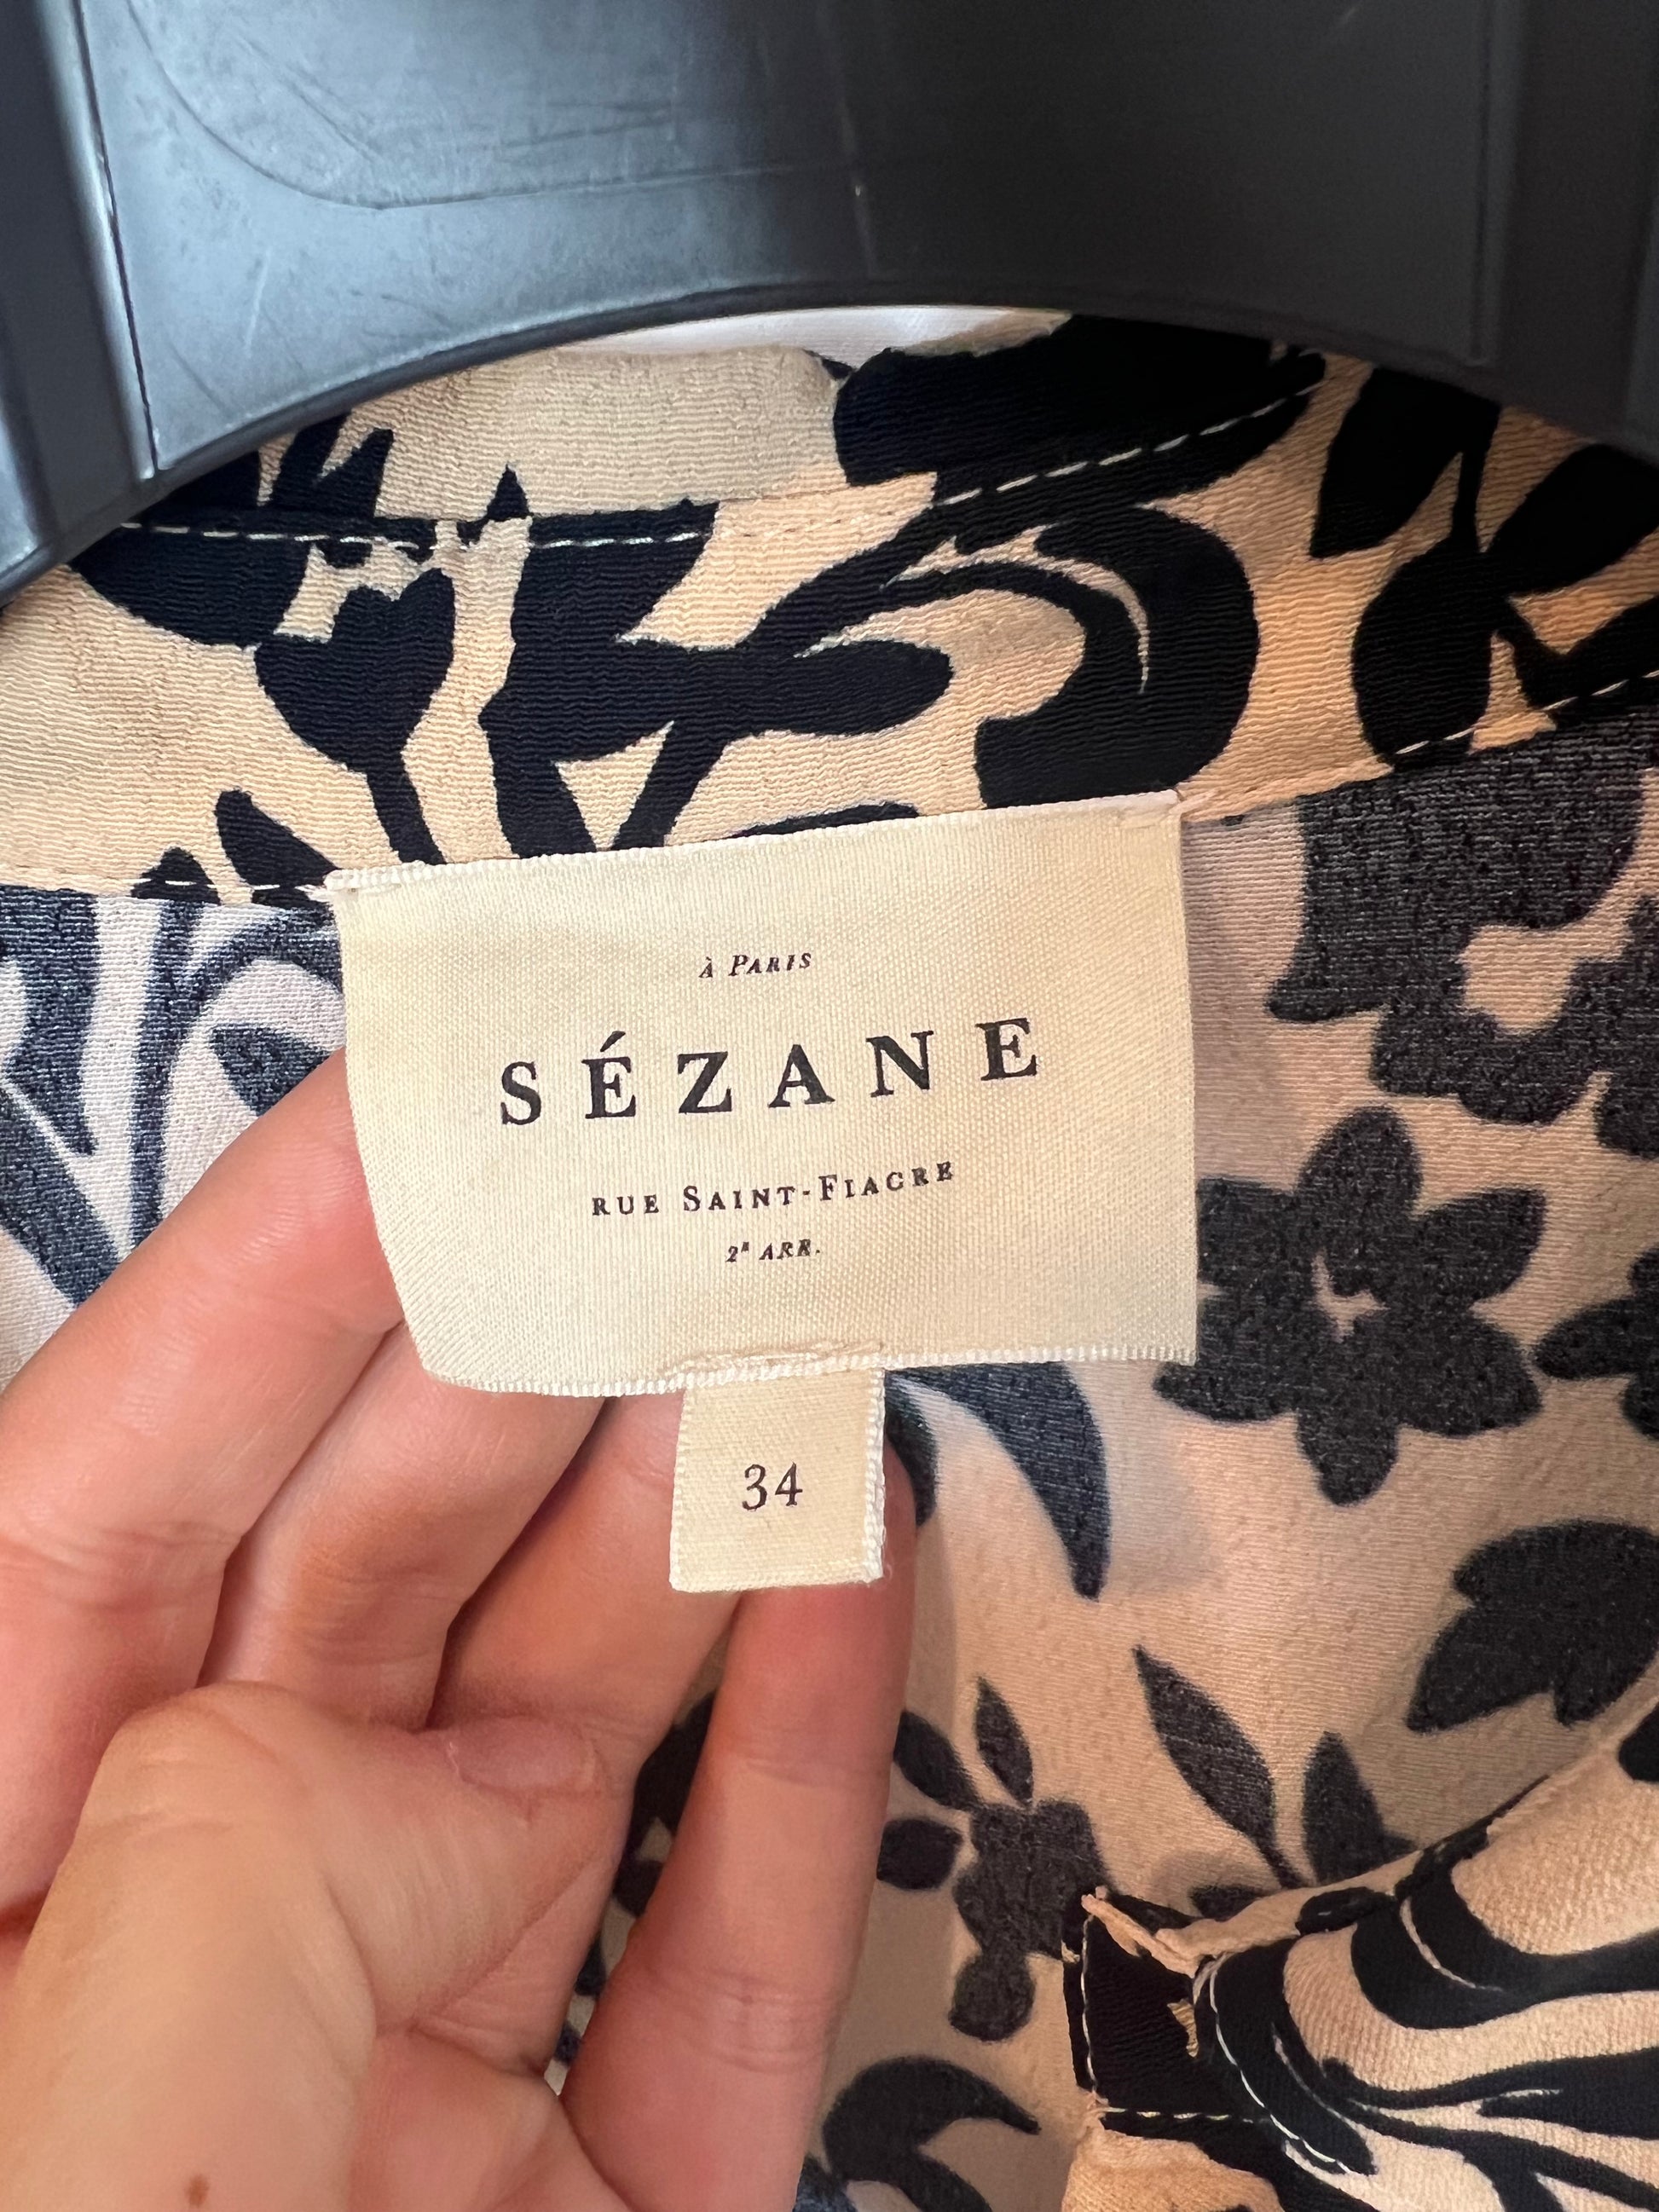 À PARIS
SÉZANE
RUE SAINT-FIACRE
2E ARR.
34